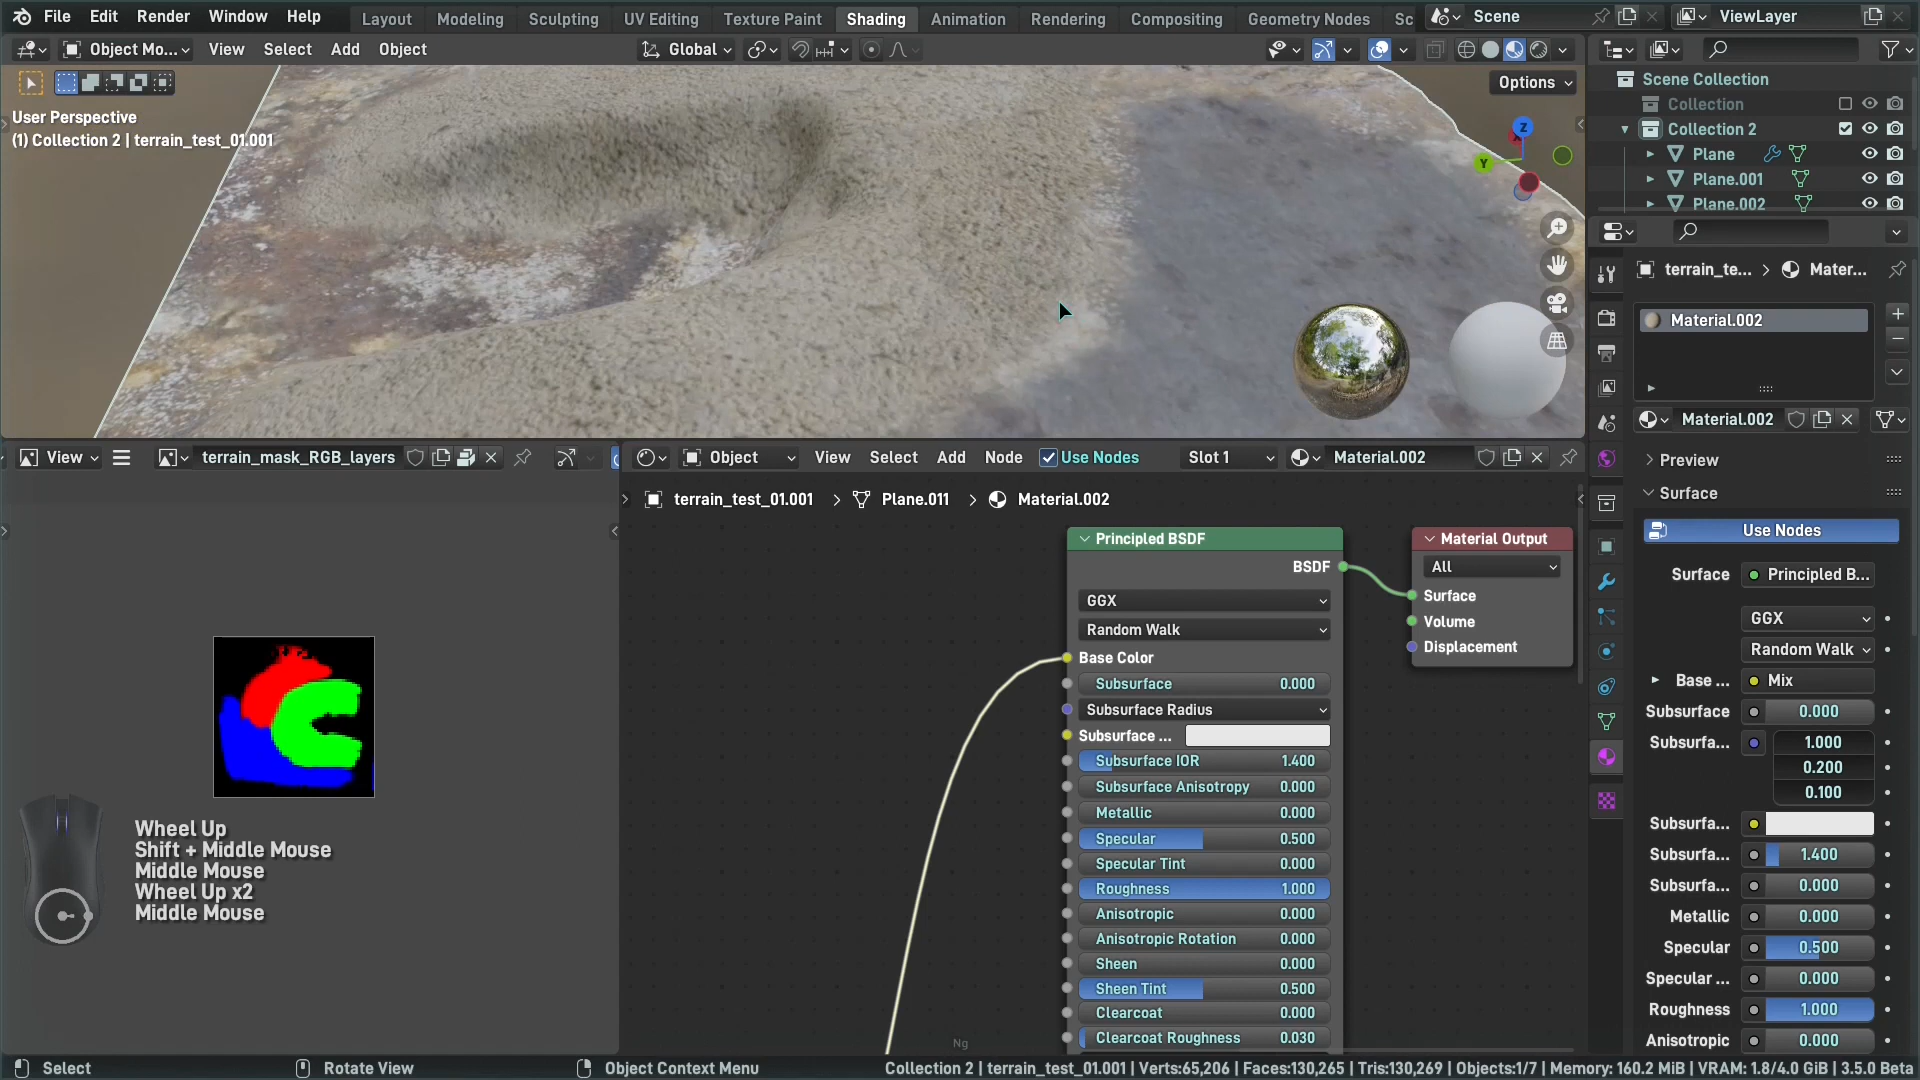 File Edit Render Window Help Layout Modeling Sculpting UV Editing Texture Paint Shading Animation Rendering Compositing Geometry Nodes Sc Scene ViewLayer
Object Mo... View Select Add Object Global
Options
User Perspective
(1) Collection 2 | terrain_test_01.001
Z
Y
Scene Collection
Collection
Collection 2
Plane
Plane.001
Plane.002
terrain_te... > Mater...
Material.002
Material.002
Preview
Surface
Use Nodes
Surface Principled B...
GGX
Random Walk
Base ... Mix
Subsurface 0.000
Subsurfa... 1.000
0.200
0.100
Subsurfa...
Subsurfa... 1.400
Subsurfa... 0.000
Metallic 0.000
Specular 0.500
Specular ... 0.000
Roughness 1.000
Anisotropic 0.000
View terrain_mask_RGB_layers
Object View Select Add Node Use Nodes Slot 1 Material.002
terrain_test_01.001 > Plane.011 > Material.002
Principled BSDF
BSDF
GGX
Random Walk
Base Color
Subsurface 0.000
Subsurface Radius
Subsurface ...
Subsurface IOR 1.400
Subsurface Anisotropy 0.000
Metallic 0.000
Specular 0.500
Specular Tint 0.000
Roughness 1.000
Anisotropic 0.000
Anisotropic Rotation 0.000
Sheen 0.000
Sheen Tint 0.500
Clearcoat 0.000
Clearcoat Roughness 0.030
Material Output
All
Surface
Volume
Displacement
Wheel Up
Shift + Middle Mouse
Middle Mouse
Wheel Up x2
Middle Mouse
Ng
Select Rotate View Object Context Menu Collection 2 | terrain_test_01.001 | Verts:65,206 | Faces:130,265 | Tris:130,269 | Objects:1/7 | Memory: 160.2 MiB | VRAM: 1.8/4.0 GiB | 3.5.0 Beta